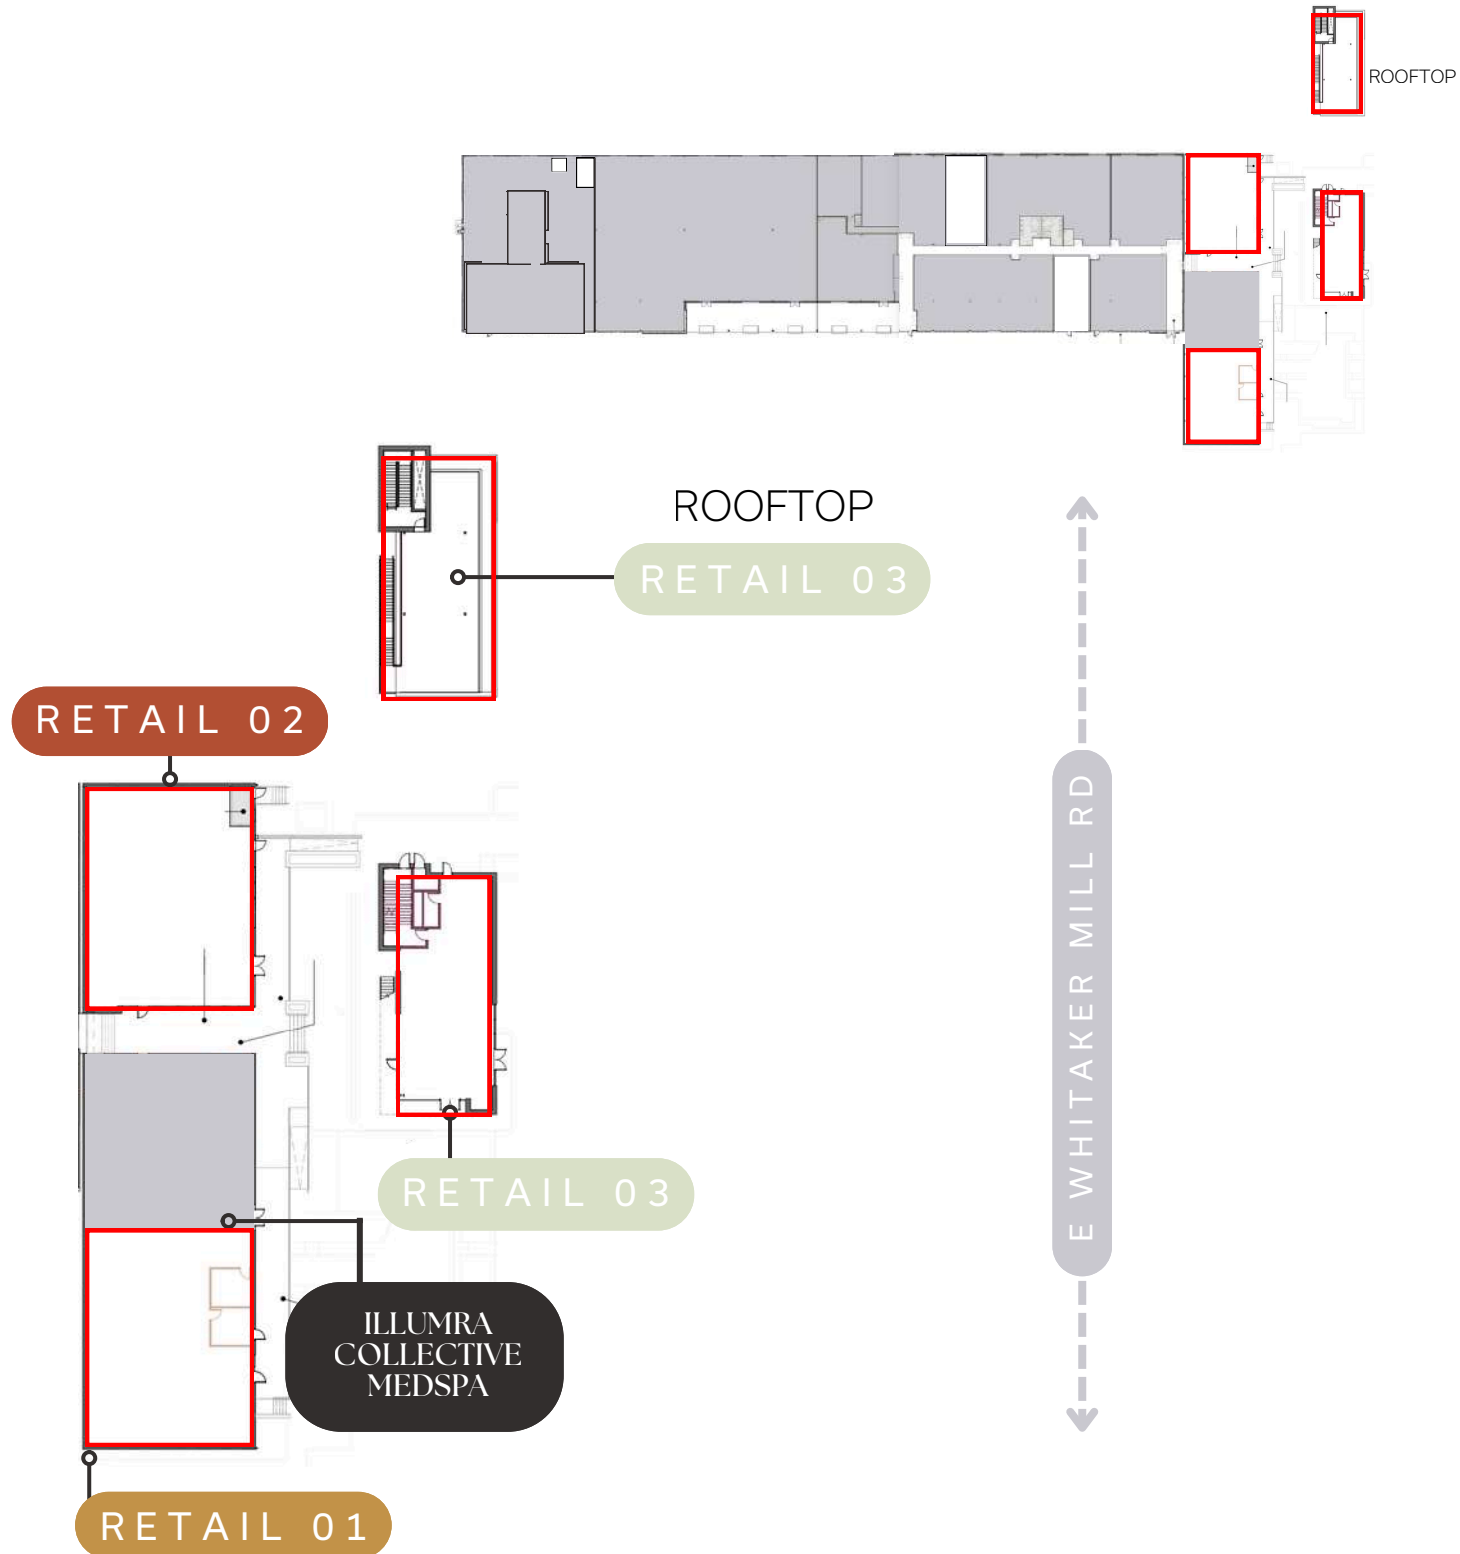 ROOFTOP
ROOFTOP
RETAIL 03
RETAIL 02
E WHITAKER MILL RD
RETAIL 03
ILLUMRA
COLLECTIVE
MEDSPA
RETAIL 01